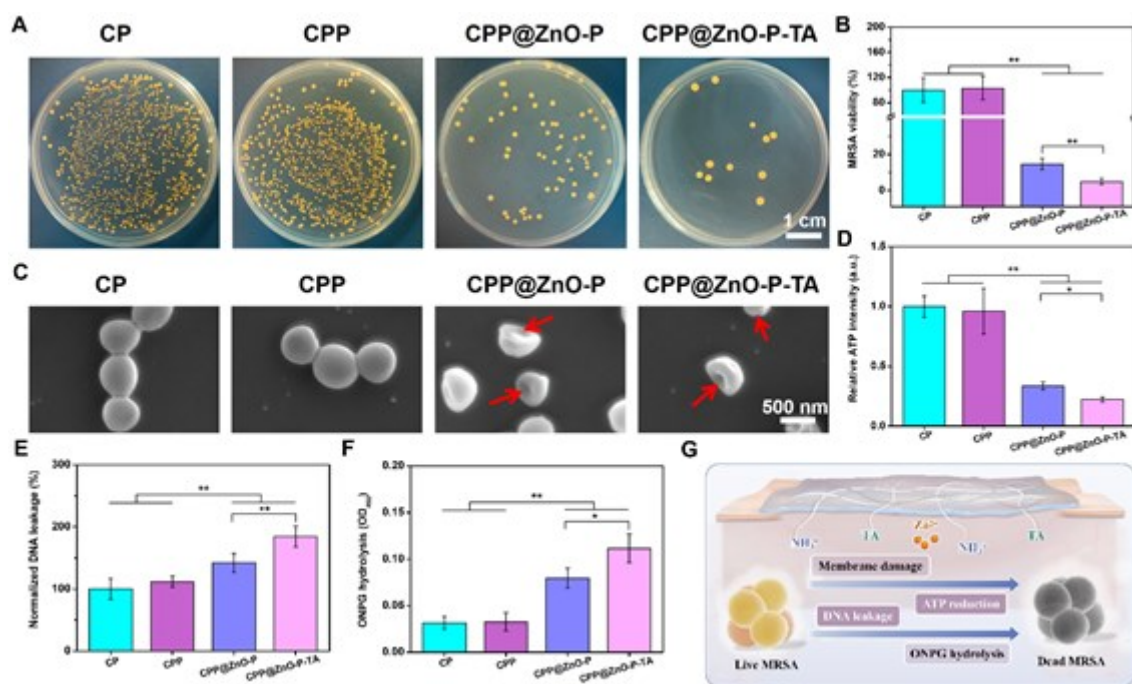 A
CP
CPP
CPP@ZnO-P
CPP@ZnO-P-TA
1 cm
B
MRSA viability (%)
120
100
80
20
0
**
**
CP
CPP
CPP@ZnO-P
CPP@ZnO-P-TA
C
CP
CPP
CPP@ZnO-P
CPP@ZnO-P-TA
500 nm
D
Relative ATP intensity (a.u.)
1.5
1.0
0.5
0.0
**
*
CP
CPP
CPP@ZnO-P
CPP@ZnO-P-TA
E
Normalized DNA leakage (%)
300
200
100
0
**
**
CP
CPP
CPP@ZnO-P
CPP@ZnO-P-TA
F
ONPG hydrolysis
0.20
0.15
0.10
0.05
0.00
**
*
CP
CPP
CPP@ZnO-P
CPP@ZnO-P-TA
G
NH₃⁺
TA
Zn²⁺
NH₃⁺
TA
Membrane damage
ATP reduction
DNA leakage
ONPG hydrolysis
Live MRSA
Dead MRSA